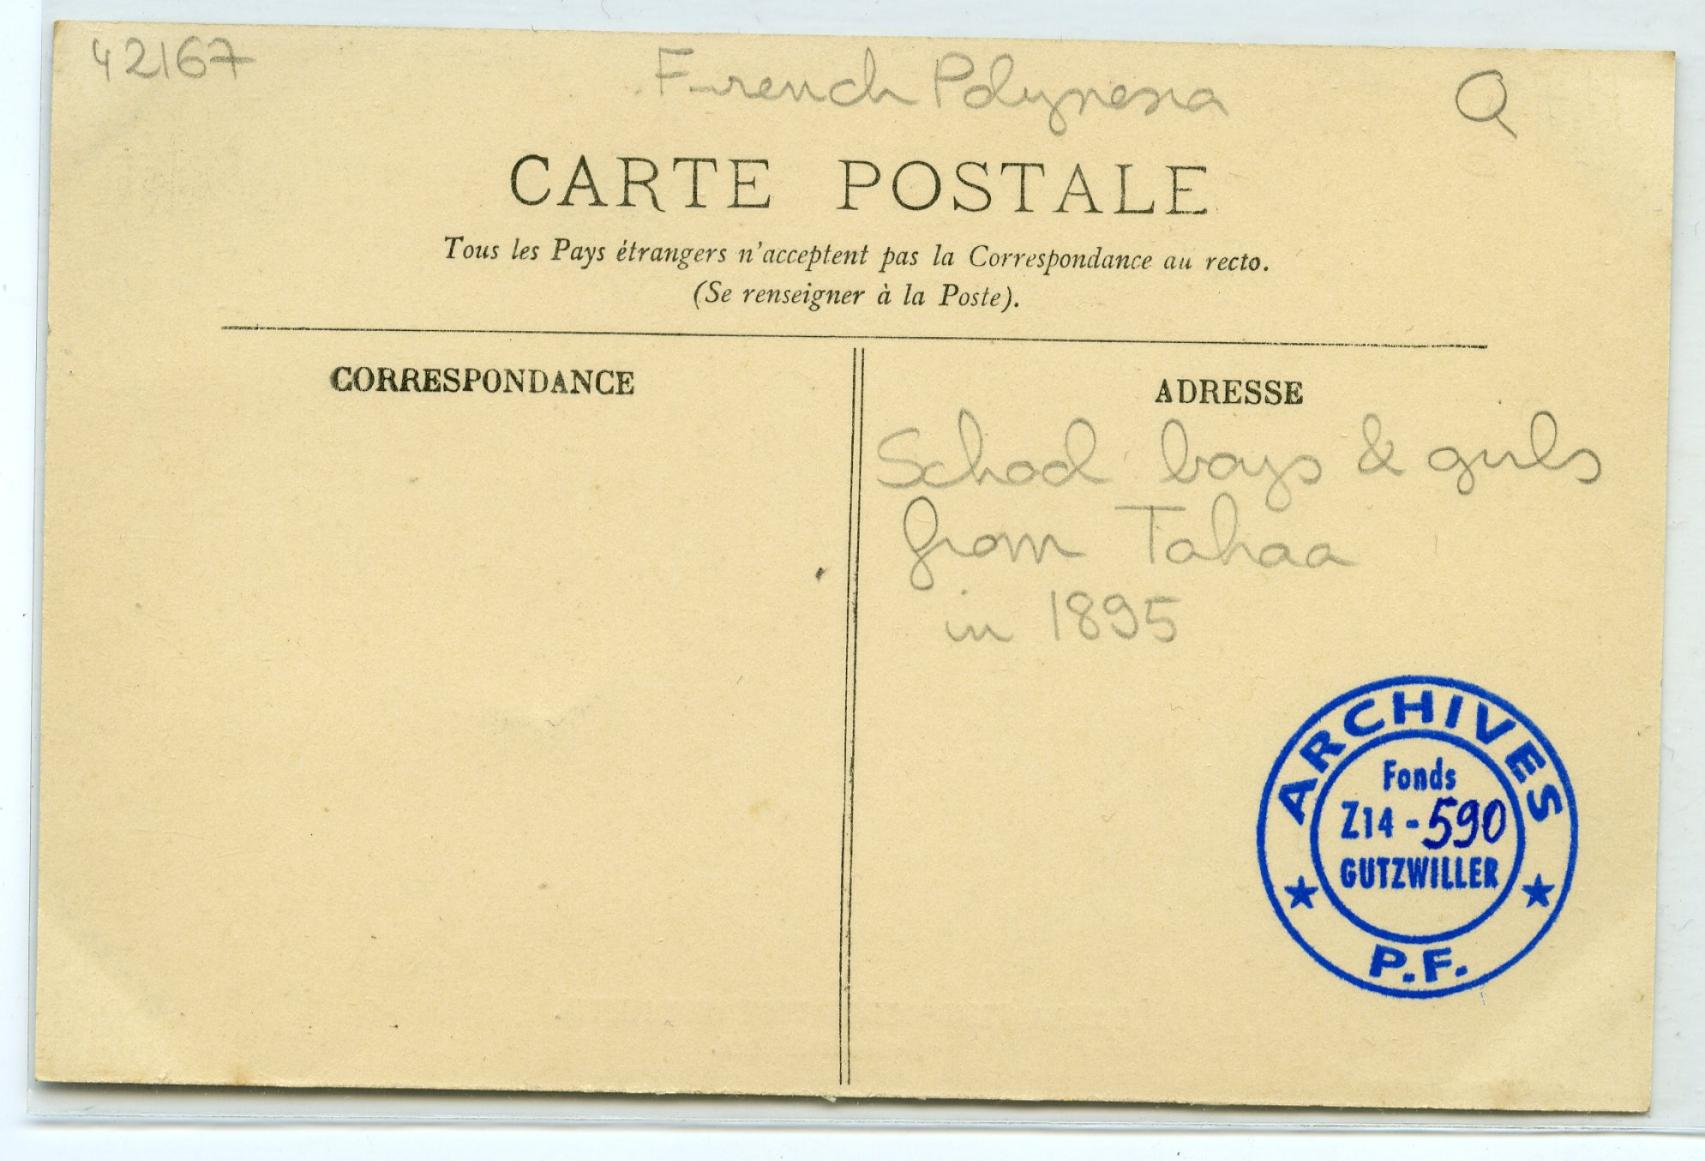 42167
French Polynesia
Q
CARTE POSTALE
Tous les Pays étrangers n'acceptent pas la Correspondance au recto.
(Se renseigner à la Poste).
CORRESPONDANCE
ADRESSE
School boys & girls
from Tahaa
in 1895
ARCHIVES
Fonds
Z14-590
GUTZWILLER
P.F.